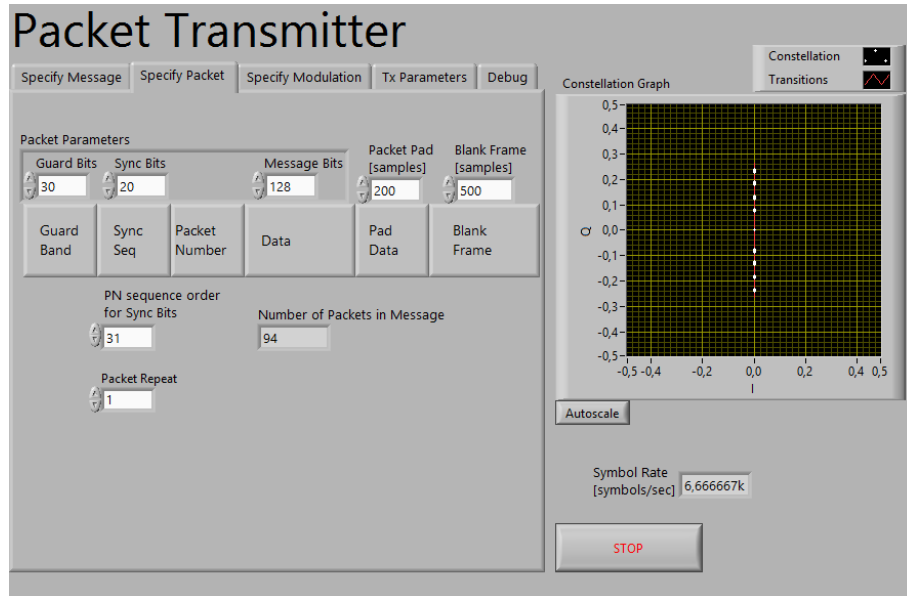 Packet Transmitter
Specify Message Specify Packet Specify Modulation Tx Parameters Debug
Packet Parameters
Guard Bits Sync Bits Message Bits
30 20 128
Packet Pad
[samples]
200
Blank Frame
[samples]
500
Guard
Band
Sync
Seq
Packet
Number
Data
Pad
Data
Blank
Frame
PN sequence order
for Sync Bits
31
Number of Packets in Message
94
Packet Repeat
1
Constellation Graph
Constellation
Transitions
0,5
0,4
0,3
0,2
0,1
0,0
-0,1
-0,2
-0,3
-0,4
-0,5
Q
-0,5 -0,4 -0,2 0,0 0,2 0,4 0,5
I
Autoscale
Symbol Rate
[symbols/sec] 6,666667k
STOP